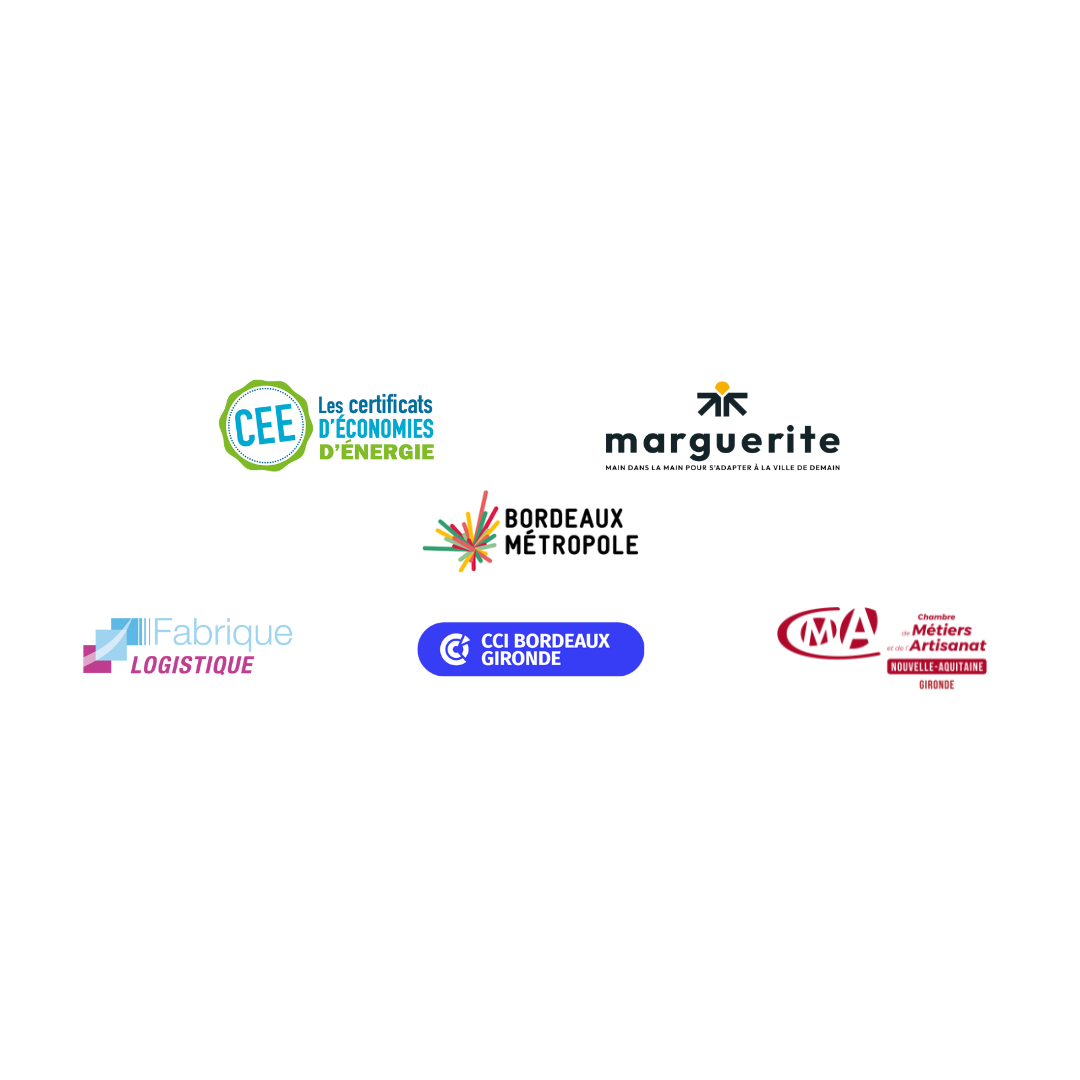 CEE
Les certificats
D'ÉCONOMIES
D'ÉNERGIE
marguerite
MAIN DANS LA MAIN POUR S'ADAPTER À LA VILLE DE DEMAIN
BORDEAUX
MÉTROPOLE
Fabrique
LOGISTIQUE
CCI BORDEAUX
GIRONDE
CMA
Chambre
de Métiers
et de l'Artisanat
NOUVELLE-AQUITAINE
GIRONDE